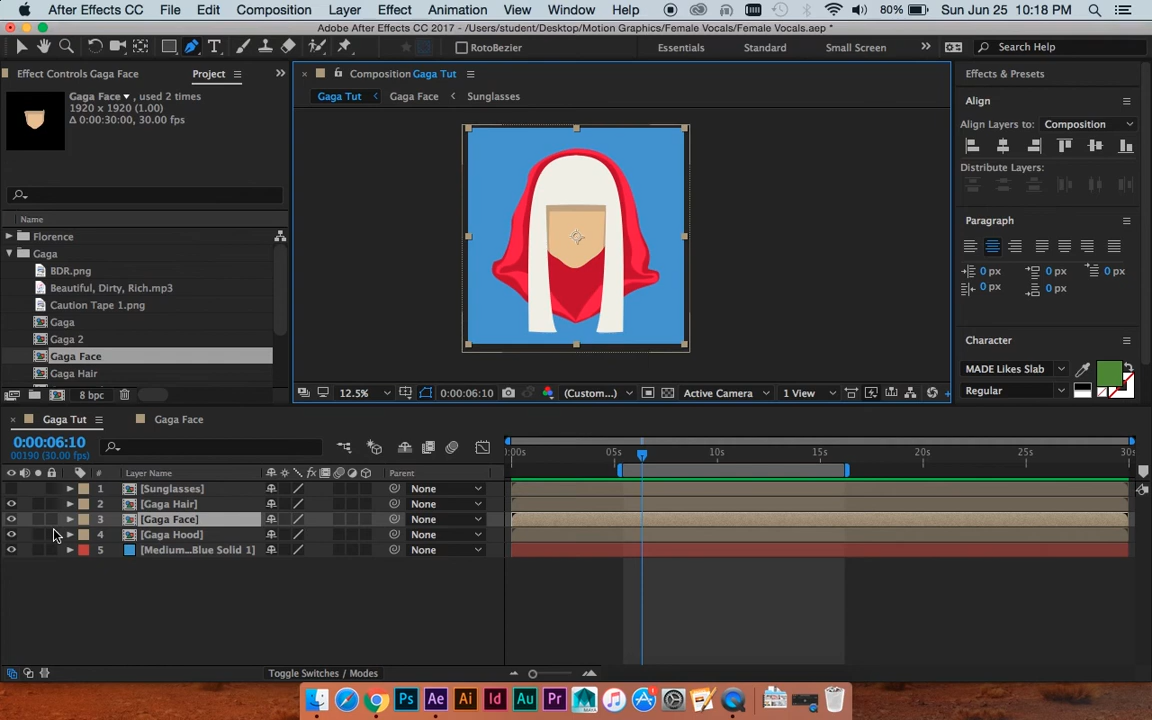 After Effects CC File Edit Composition Layer Effect Animation View Window Help 80% Sun Jun 25 10:18 PM
Adobe After Effects CC 2017 - /Users/student/Desktop/Motion Graphics/Female Vocals/Female Vocals.aep *
RotoBezier Essentials Standard Small Screen Search Help
Effect Controls Gaga Face Project Composition Gaga Tut Effects & Presets
Gaga Face, used 2 times
1920 x 1920 (1.00)
Δ 0:00:30:00, 30.00 fps
Gaga Tut Gaga Face Sunglasses
Align
Align Layers to: Composition
Distribute Layers:
Name
Florence
Gaga
BDR.png
Beautiful, Dirty, Rich.mp3
Caution Tape 1.png
Gaga
Gaga 2
Gaga Face
Gaga Hair
8 bpc
Paragraph
0 px 0 px 0 px
0 px 0 px
Character
MADE Likes Slab
Regular
12.5% 0:00:06:10 (Custom... Active Camera 1 View
Gaga Tut Gaga Face
0:00:06:10
00190 (30.00 fps)
:00s 05s 10s 15s 20s 25s 30s
# Layer Name Parent
1 [Sunglasses] None
2 [Gaga Hair] None
3 [Gaga Face] None
4 [Gaga Hood] None
5 [Medium...Blue Solid 1] None
Toggle Switches / Modes
Ps Ae Ai Id Au Pr MAYA